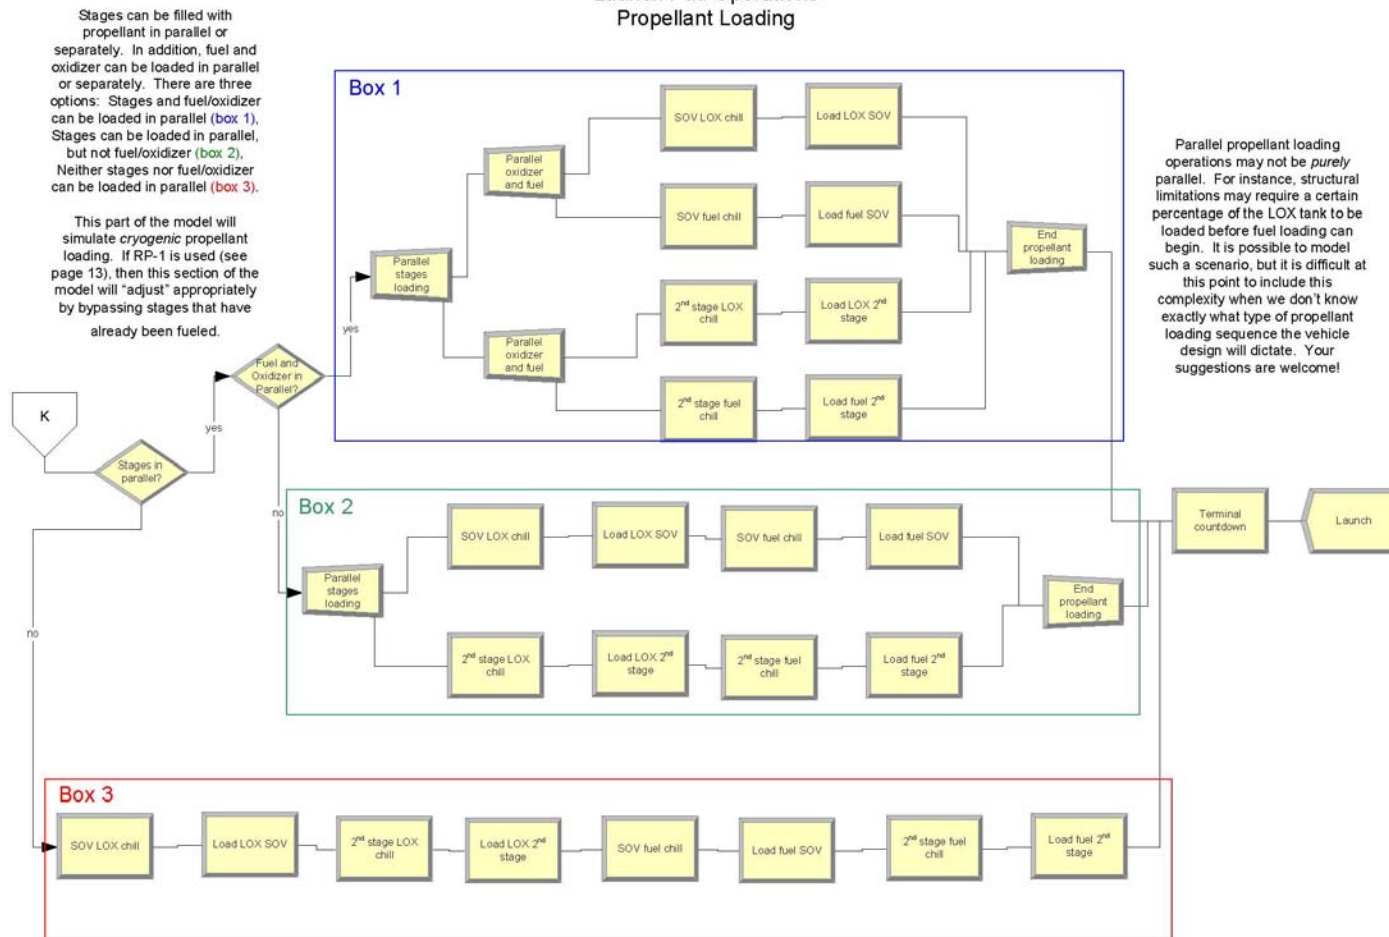 Propellant Loading
Stages can be filled with
propellant in parallel or
separately. In addition, fuel and
oxidizer can be loaded in parallel
or separately. There are three
options: Stages and fuel/oxidizer
can be loaded in parallel (box 1),
Stages can be loaded in parallel,
but not fuel/oxidizer (box 2),
Neither stages nor fuel/oxidizer
can be loaded in parallel (box 3).
This part of the model will
simulate cryogenic propellant
loading. If RP-1 is used (see
page 13), then this section of the
model will “adjust” appropriately
by bypassing stages that have
already been fueled.
K
Stages in
parallel?
yes
no
Fuel and
Oxidizer in
Parallel?
yes
no
Box 1
Parallel
stages
loading
Parallel
oxidizer
and fuel
SOV LOX chill
Load LOX SOV
SOV fuel chill
Load fuel SOV
Parallel
oxidizer
and fuel
2nd stage LOX
chill
Load LOX 2nd
stage
2nd stage fuel
chill
Load fuel 2nd
stage
End
propellant
loading
Parallel propellant loading
operations may not be purely
parallel. For instance, structural
limitations may require a certain
percentage of the LOX tank to be
loaded before fuel loading can
begin. It is possible to model
such a scenario, but it is difficult at
this point to include this
complexity when we don’t know
exactly what type of propellant
loading sequence the vehicle
design will dictate. Your
suggestions are welcome!
Box 2
Parallel
stages
loading
SOV LOX chill
Load LOX SOV
SOV fuel chill
Load fuel SOV
2nd stage LOX
chill
Load LOX 2nd
stage
2nd stage fuel
chill
Load fuel 2nd
stage
End
propellant
loading
Terminal
countdown
Launch
Box 3
SOV LOX chill
Load LOX SOV
2nd stage LOX
chill
Load LOX 2nd
stage
SOV fuel chill
Load fuel SOV
2nd stage fuel
chill
Load fuel 2nd
stage